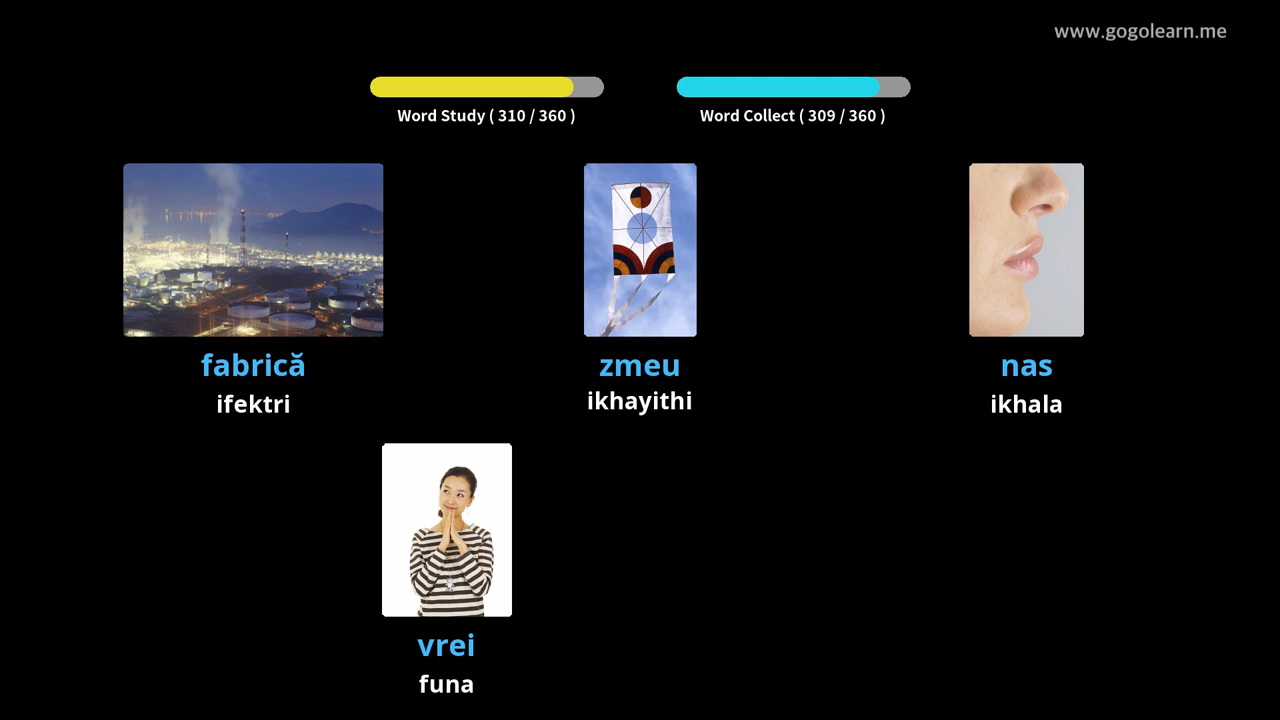 www.gogolearn.me
Word Study ( 310 / 360 )
Word Collect ( 309 / 360 )
fabrică
ifektri
zmeu
ikhayithi
nas
ikhala
vrei
funa